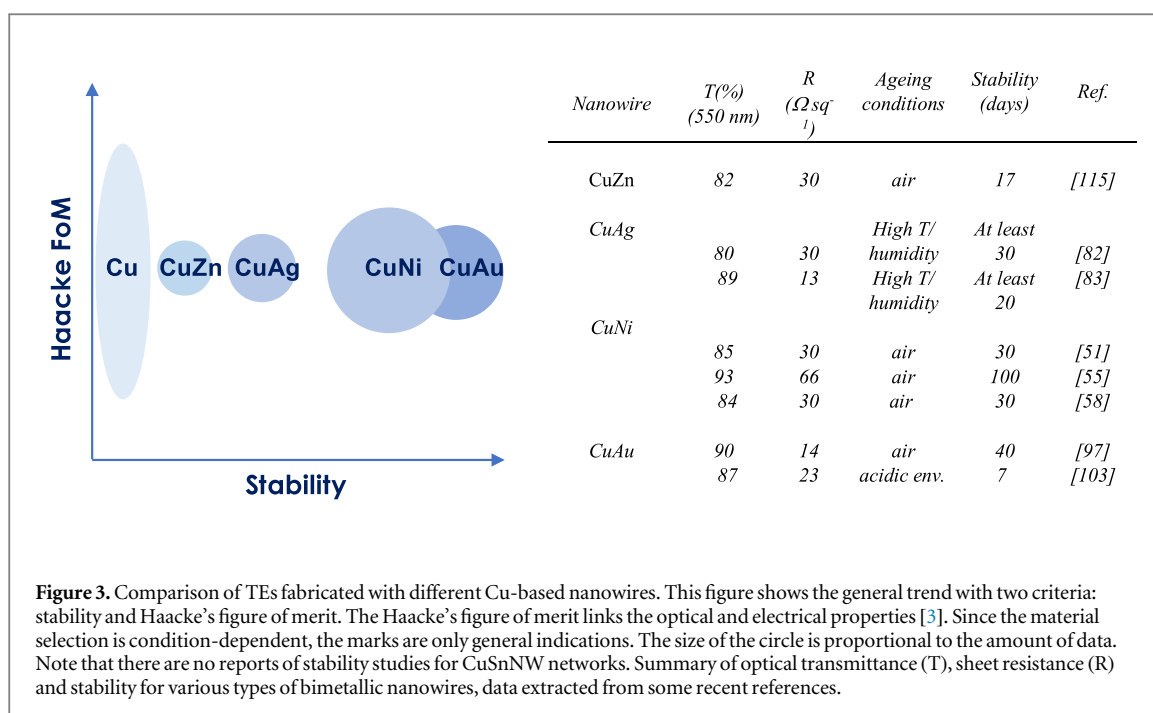 Haacke FoM
Cu CuZn CuAg CuNi CuAu
Stability
Nanowire T(%) (550 nm) R (Ω sq-1) Ageing conditions Stability (days) Ref.
CuZn 82 30 air 17 [115]
CuAg High T/ At least
80 30 humidity 30 [82]
89 13 High T/ At least [83]
humidity 20
CuNi
85 30 air 30 [51]
93 66 air 100 [55]
84 30 air 30 [58]
CuAu 90 14 air 40 [97]
87 23 acidic env. 7 [103]
Figure 3. Comparison of TEs fabricated with different Cu-based nanowires. This figure shows the general trend with two criteria:
stability and Haacke's figure of merit. The Haacke's figure of merit links the optical and electrical properties [3]. Since the material
selection is condition-dependent, the marks are only general indications. The size of the circle is proportional to the amount of data.
Note that there are no reports of stability studies for CuSnNW networks. Summary of optical transmittance (T), sheet resistance (R)
and stability for various types of bimetallic nanowires, data extracted from some recent references.